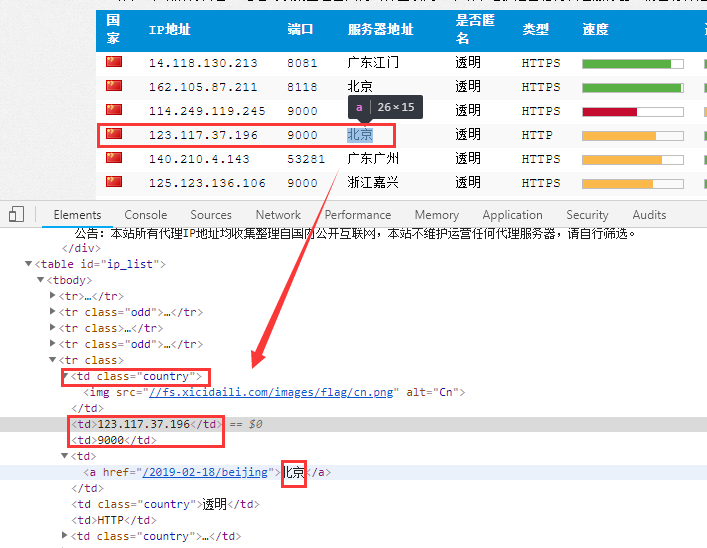 国家 IP地址 端口 服务器地址 是否匿名 类型 速度
14.118.130.213 8081 广东江门 透明 HTTPS
162.105.87.211 8118 北京 透明 HTTPS
a 26×15
114.249.119.245 9000 透明 HTTPS
123.117.37.196 9000 北京 透明 HTTP
140.210.4.143 53281 广东广州 透明 HTTPS
125.123.136.106 9000 浙江嘉兴 透明 HTTPS
Elements Console Sources Network Performance Memory Application Security Audits
公告：本站所有代理IP地址均收集整理自国内公开互联网，本站不维护运营任何代理服务器，请自行筛选。
</div>
▼<table id="ip_list">
▼<tbody>
▶<tr>…</tr>
▶<tr class="odd">…</tr>
▶<tr class>…</tr>
▶<tr class="odd">…</tr>
▼<tr class>
▼<td class="country">
<img src="//fs.xicidaili.com/images/flag/cn.png" alt="Cn">
</td>
<td>123.117.37.196</td> == $0
<td>9000</td>
▼<td>
<a href="/2019-02-18/beijing">北京</a>
</td>
<td class="country">透明</td>
<td>HTTP</td>
▶<td class="country">…</td>